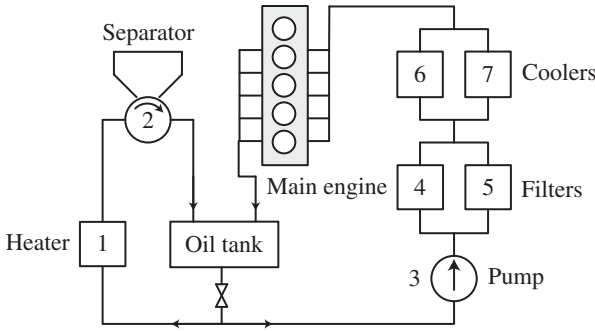 Separator
2
6
7
Coolers
Main engine
4
5
Filters
Heater
1
Oil tank
3
Pump